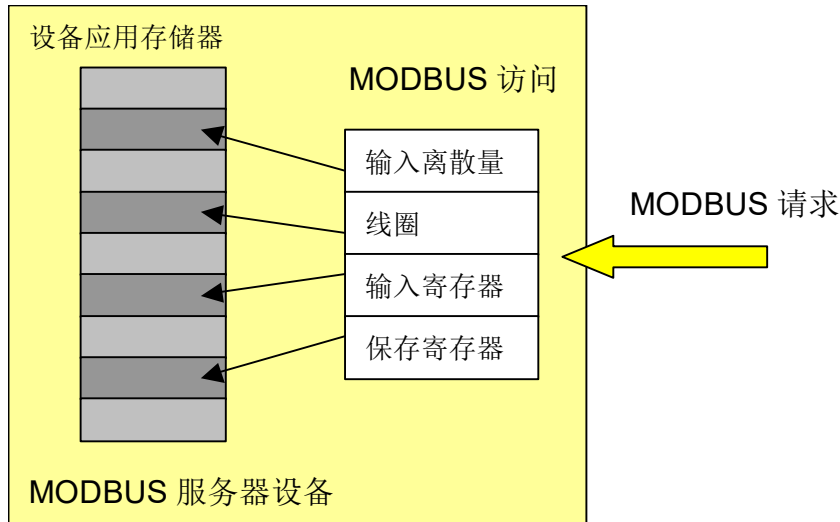 设备应用存储器
MODBUS 访问
输入离散量
线圈
输入寄存器
保存寄存器
MODBUS 请求
MODBUS 服务器设备